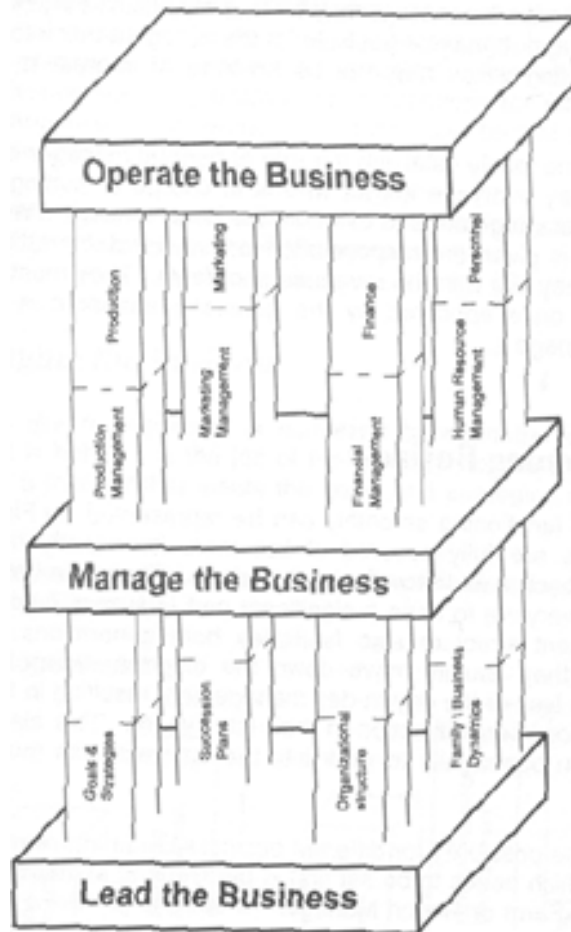 Operate the Business
Production
Marketing
Finance
Personnel
Production
Management
Marketing
Management
Financial
Management
Human Resource
Management
Manage the Business
Goals &
Strategies
Succession
Plans
Organizational
structure
Family \ Business
Dynamics
Lead the Business